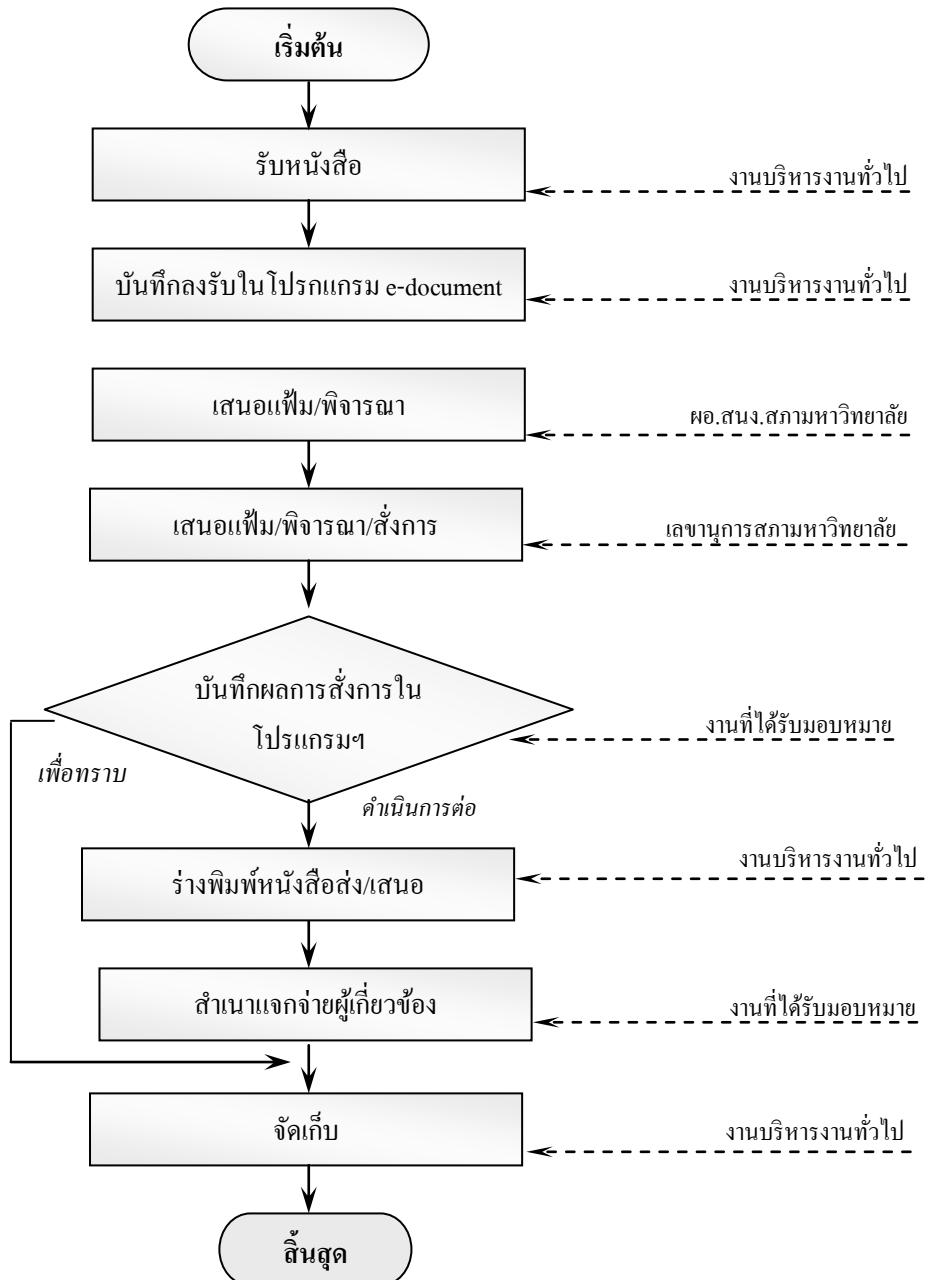 เริ่มต้น
รับหนังสือ
งานบริหารงานทั่วไป
บันทึกลงรับในโปรกแกรม e-document
งานบริหารงานทั่วไป
เสนอแฟ้ม/พิจารณา
ผอ.สนง.สภามหาวิทยาลัย
เสนอแฟ้ม/พิจารณา/สั่งการ
เลขานุการสภามหาวิทยาลัย
บันทึกผลการสั่งการใน
โปรแกรมฯ
งานที่ได้รับมอบหมาย
เพื่อทราบ
ดำเนินการต่อ
ร่างพิมพ์หนังสือส่ง/เสนอ
งานบริหารงานทั่วไป
สำเนาแจกจ่ายผู้เกี่ยวข้อง
งานที่ได้รับมอบหมาย
จัดเก็บ
งานบริหารงานทั่วไป
สิ้นสุด